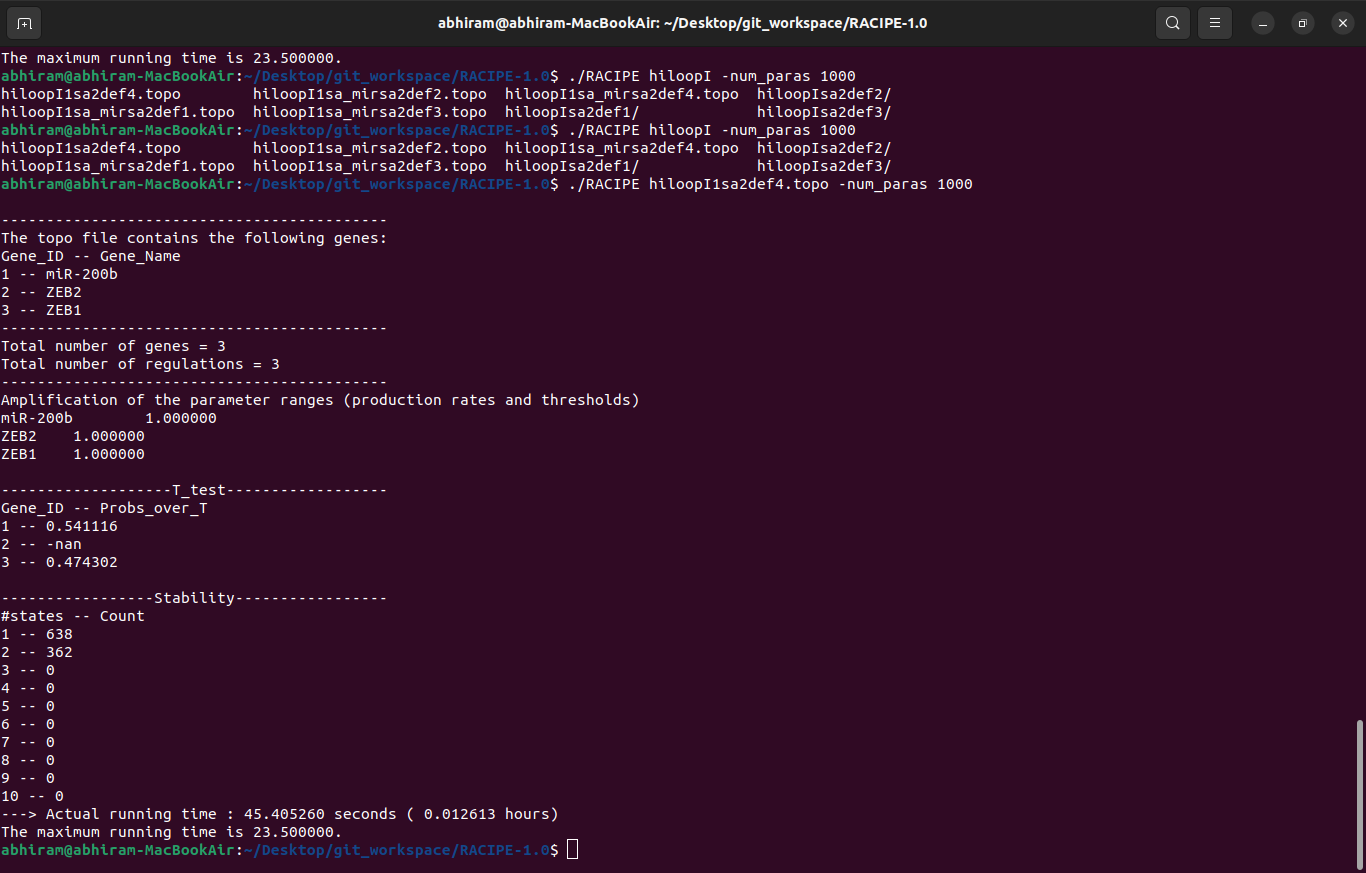 abhiram@abhiram-MacBookAir: ~/Desktop/git_workspace/RACIPE-1.0
The maximum running time is 23.500000.
abhiram@abhiram-MacBookAir:~/Desktop/git_workspace/RACIPE-1.0$ ./RACIPE hiloopI -num_paras 1000
hiloopI1sa2def4.topo hiloopI1sa_mirsa2def2.topo hiloopI1sa_mirsa2def4.topo hiloopIsa2def2/
hiloopI1sa_mirsa2def1.topo hiloopI1sa_mirsa2def3.topo hiloopIsa2def1/ hiloopIsa2def3/
abhiram@abhiram-MacBookAir:~/Desktop/git_workspace/RACIPE-1.0$ ./RACIPE hiloopI -num_paras 1000
hiloopI1sa2def4.topo hiloopI1sa_mirsa2def2.topo hiloopI1sa_mirsa2def4.topo hiloopIsa2def2/
hiloopI1sa_mirsa2def1.topo hiloopI1sa_mirsa2def3.topo hiloopIsa2def1/ hiloopIsa2def3/
abhiram@abhiram-MacBookAir:~/Desktop/git_workspace/RACIPE-1.0$ ./RACIPE hiloopI1sa2def4.topo -num_paras 1000
-------------------------------------------
The topo file contains the following genes:
Gene_ID -- Gene_Name
1 -- miR-200b
2 -- ZEB2
3 -- ZEB1
-------------------------------------------
Total number of genes = 3
Total number of regulations = 3
-------------------------------------------
Amplification of the parameter ranges (production rates and thresholds)
miR-200b 1.000000
ZEB2 1.000000
ZEB1 1.000000
-------------------T_test------------------
Gene_ID -- Probs_over_T
1 -- 0.541116
2 -- -nan
3 -- 0.474302
-----------------Stability-----------------
#states -- Count
1 -- 638
2 -- 362
3 -- 0
4 -- 0
5 -- 0
6 -- 0
7 -- 0
8 -- 0
9 -- 0
10 -- 0
---> Actual running time : 45.405260 seconds ( 0.012613 hours)
The maximum running time is 23.500000.
abhiram@abhiram-MacBookAir:~/Desktop/git_workspace/RACIPE-1.0$